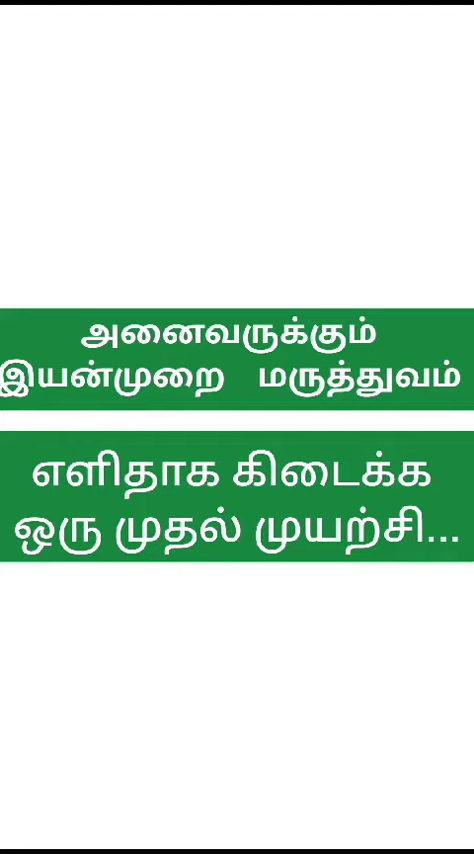 அனைவருக்கும்
இயன்முறை மருத்துவம்
எளிதாக கிடைக்க
ஒரு முதல் முயற்சி...